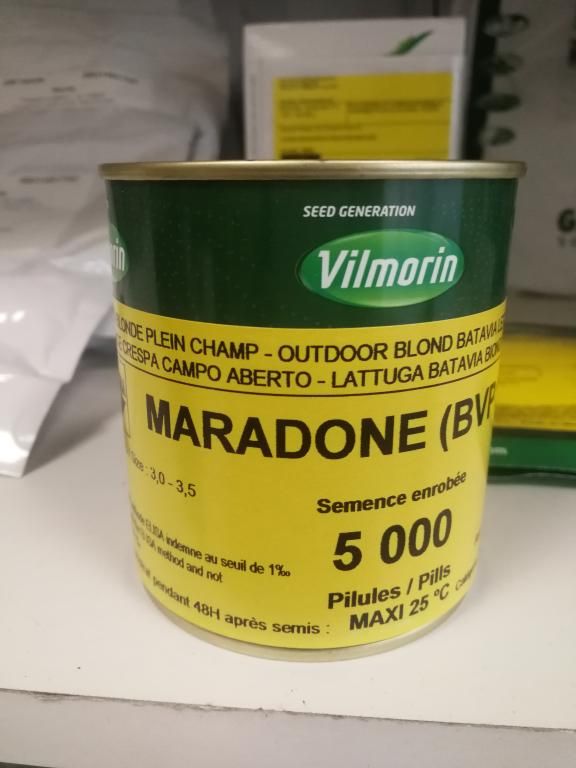 SEED GENERATION
Vilmorin
BLONDE PLEIN CHAMP - OUTDOOR BLOND BATAVIA
CRESPA CAMPO ABERTO - LATTUGA BATAVIA
MARADONE (BVP
: 3,0 - 3,5
Semence enrobée
5 000
Pilules / Pills
MAXI 25 °C
ELISA indemne au seuil de 1‰
method and not
pendant 48H après semis :